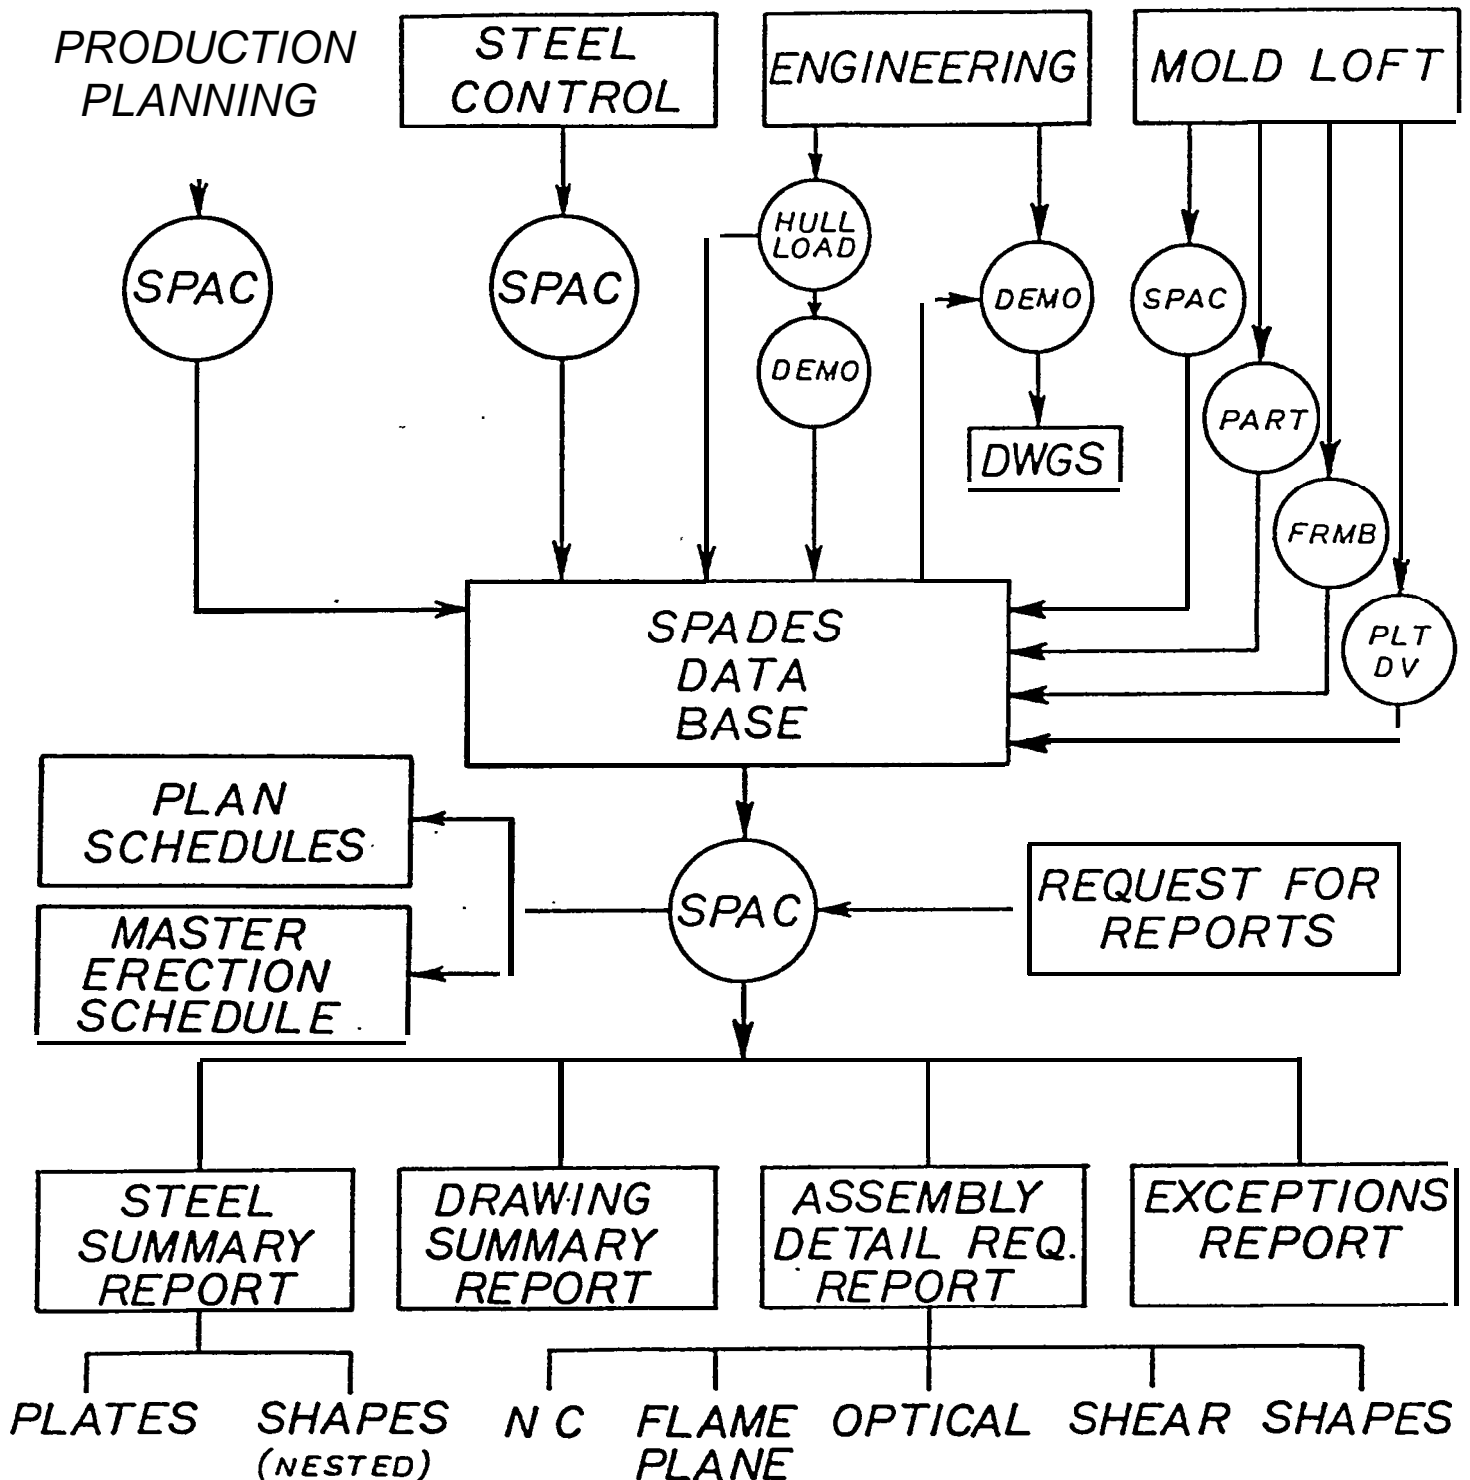 PRODUCTION
PLANNING
STEEL
CONTROL
ENGINEERING
MOLD LOFT
SPAC
SPAC
HULL
LOAD
DEMO
DEMO
DWGS
SPAC
PART
FRMB
PLT
DV
SPADES
DATA
BASE
PLAN
SCHEDULES
MASTER
ERECTION
SCHEDULE
SPAC
REQUEST FOR
REPORTS
STEEL
SUMMARY
REPORT
DRAWING
SUMMARY
REPORT
ASSEMBLY
DETAIL REQ.
REPORT
EXCEPTIONS
REPORT
PLATES
SHAPES
(NESTED)
NC
FLAME
PLANE
OPTICAL
SHEAR
SHAPES